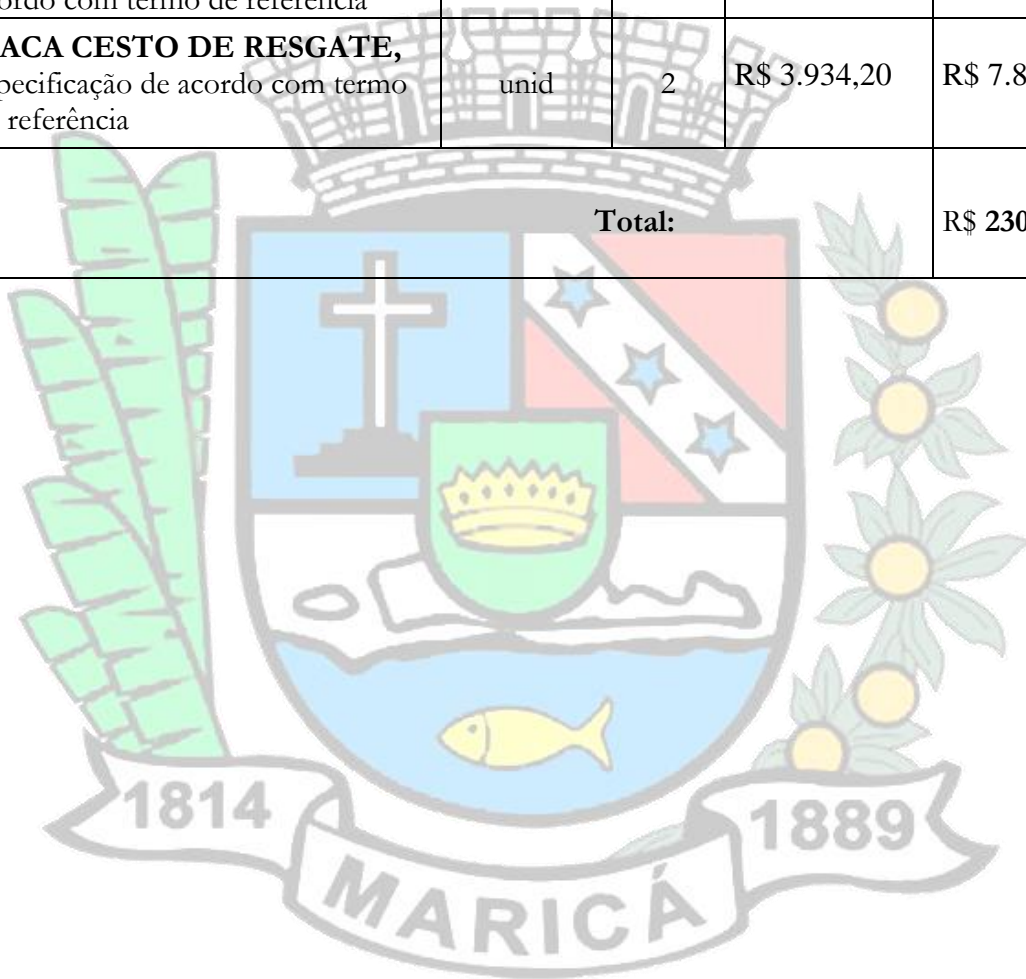 ordo com termo de referência
ACA CESTO DE RESGATE,
pecificação de acordo com termo
referência
unid
2
R$ 3.934,20
R$ 7.8
Total:
R$ 230
1814
1889
MARICÁ